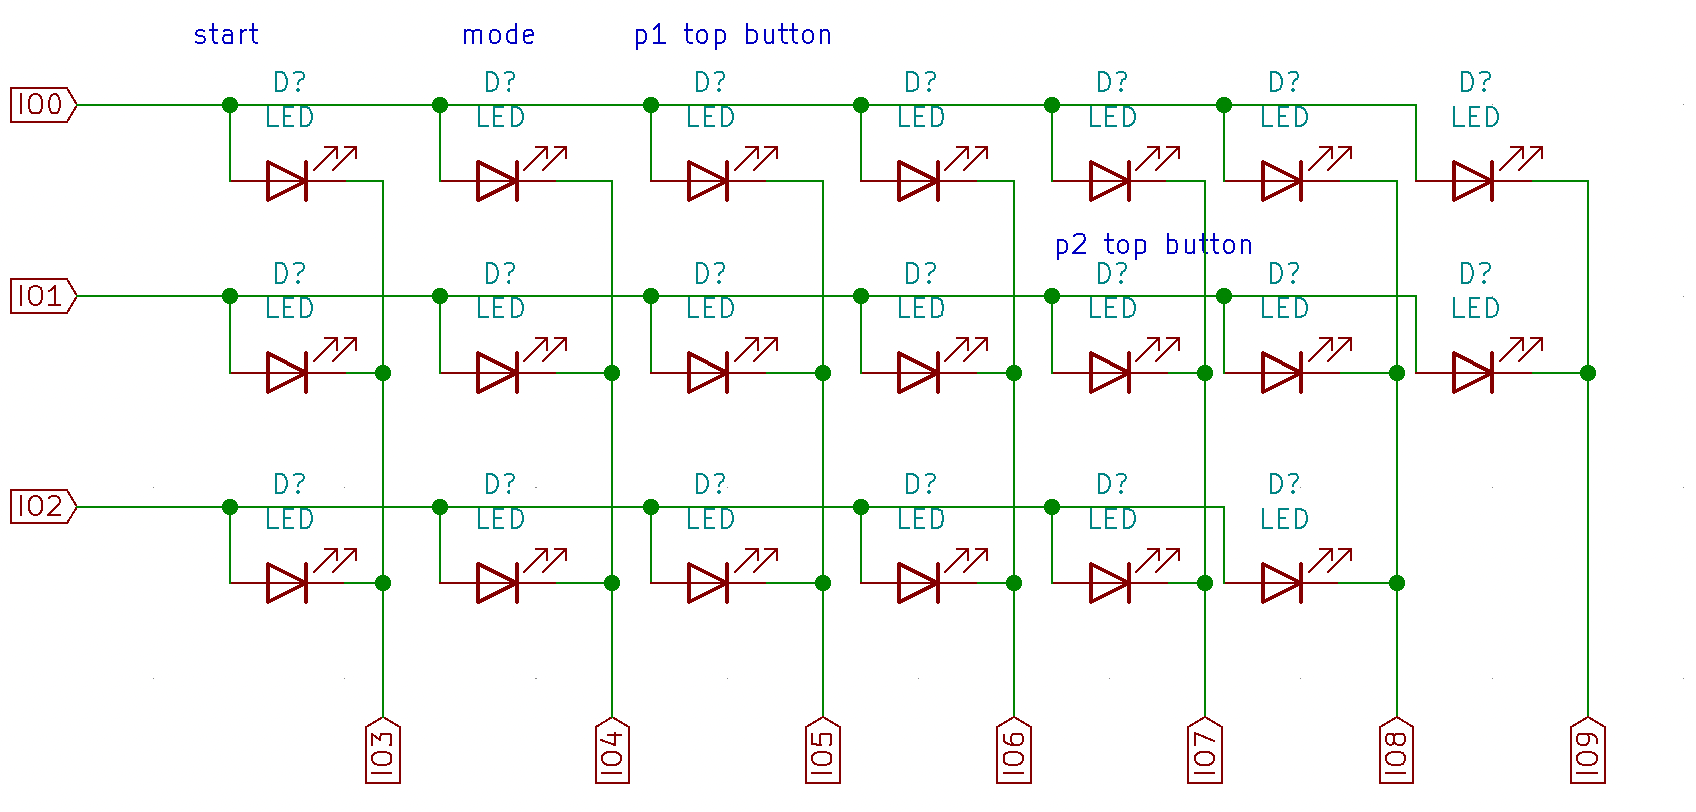 start mode p1 top button
D? D? D? D? D? D? D?
IO0 LED LED LED LED LED LED LED
p2 top button
D? D? D? D? D? D? D?
IO1 LED LED LED LED LED LED LED
D? D? D? D? D? D?
IO2 LED LED LED LED LED LED
IO3 IO4 IO5 IO6 IO7 IO8 IO9